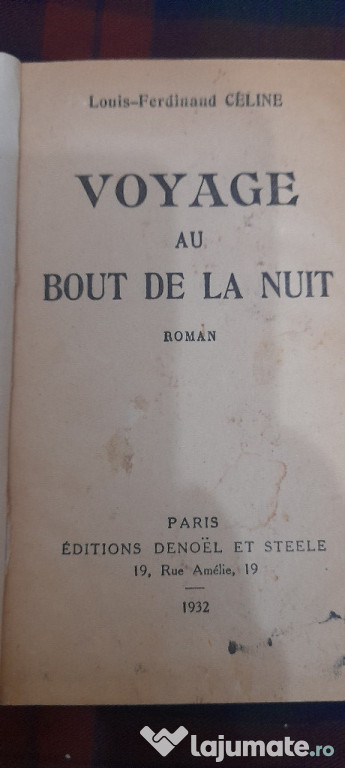 Louis-Ferdinand CÉLINE
VOYAGE
AU
BOUT DE LA NUIT
ROMAN
PARIS
ÉDITIONS DENOËL ET STEELE
19, Rue Amélie, 19
1932
lajumate.ro